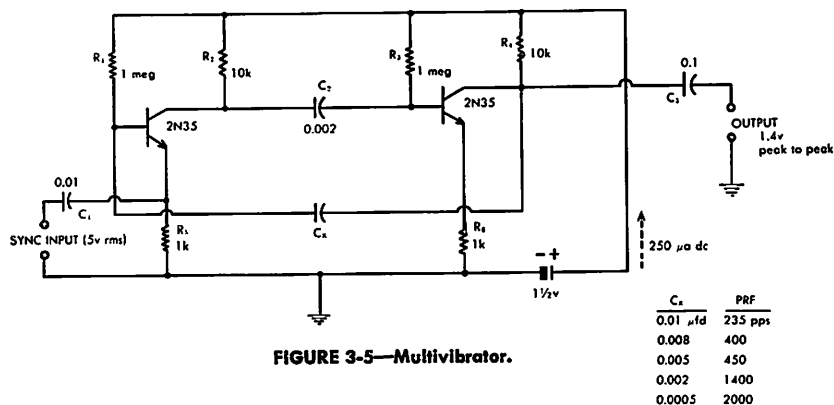 R₁
1 meg
R₂
10k
R₃
1 meg
R₄
10k
2N35
C₂
0.002
2N35
0.1
C₃
OUTPUT
1.4v
peak to peak
0.01
C₁
SYNC INPUT (5v rms)
Cₓ
R₅
1k
R₆
1k
250 μa dc
− +
1½v
Cₓ PRF
0.01 μfd 235 pps
0.008 400
0.005 450
0.002 1400
0.0005 2000
FIGURE 3-5—Multivibrator.